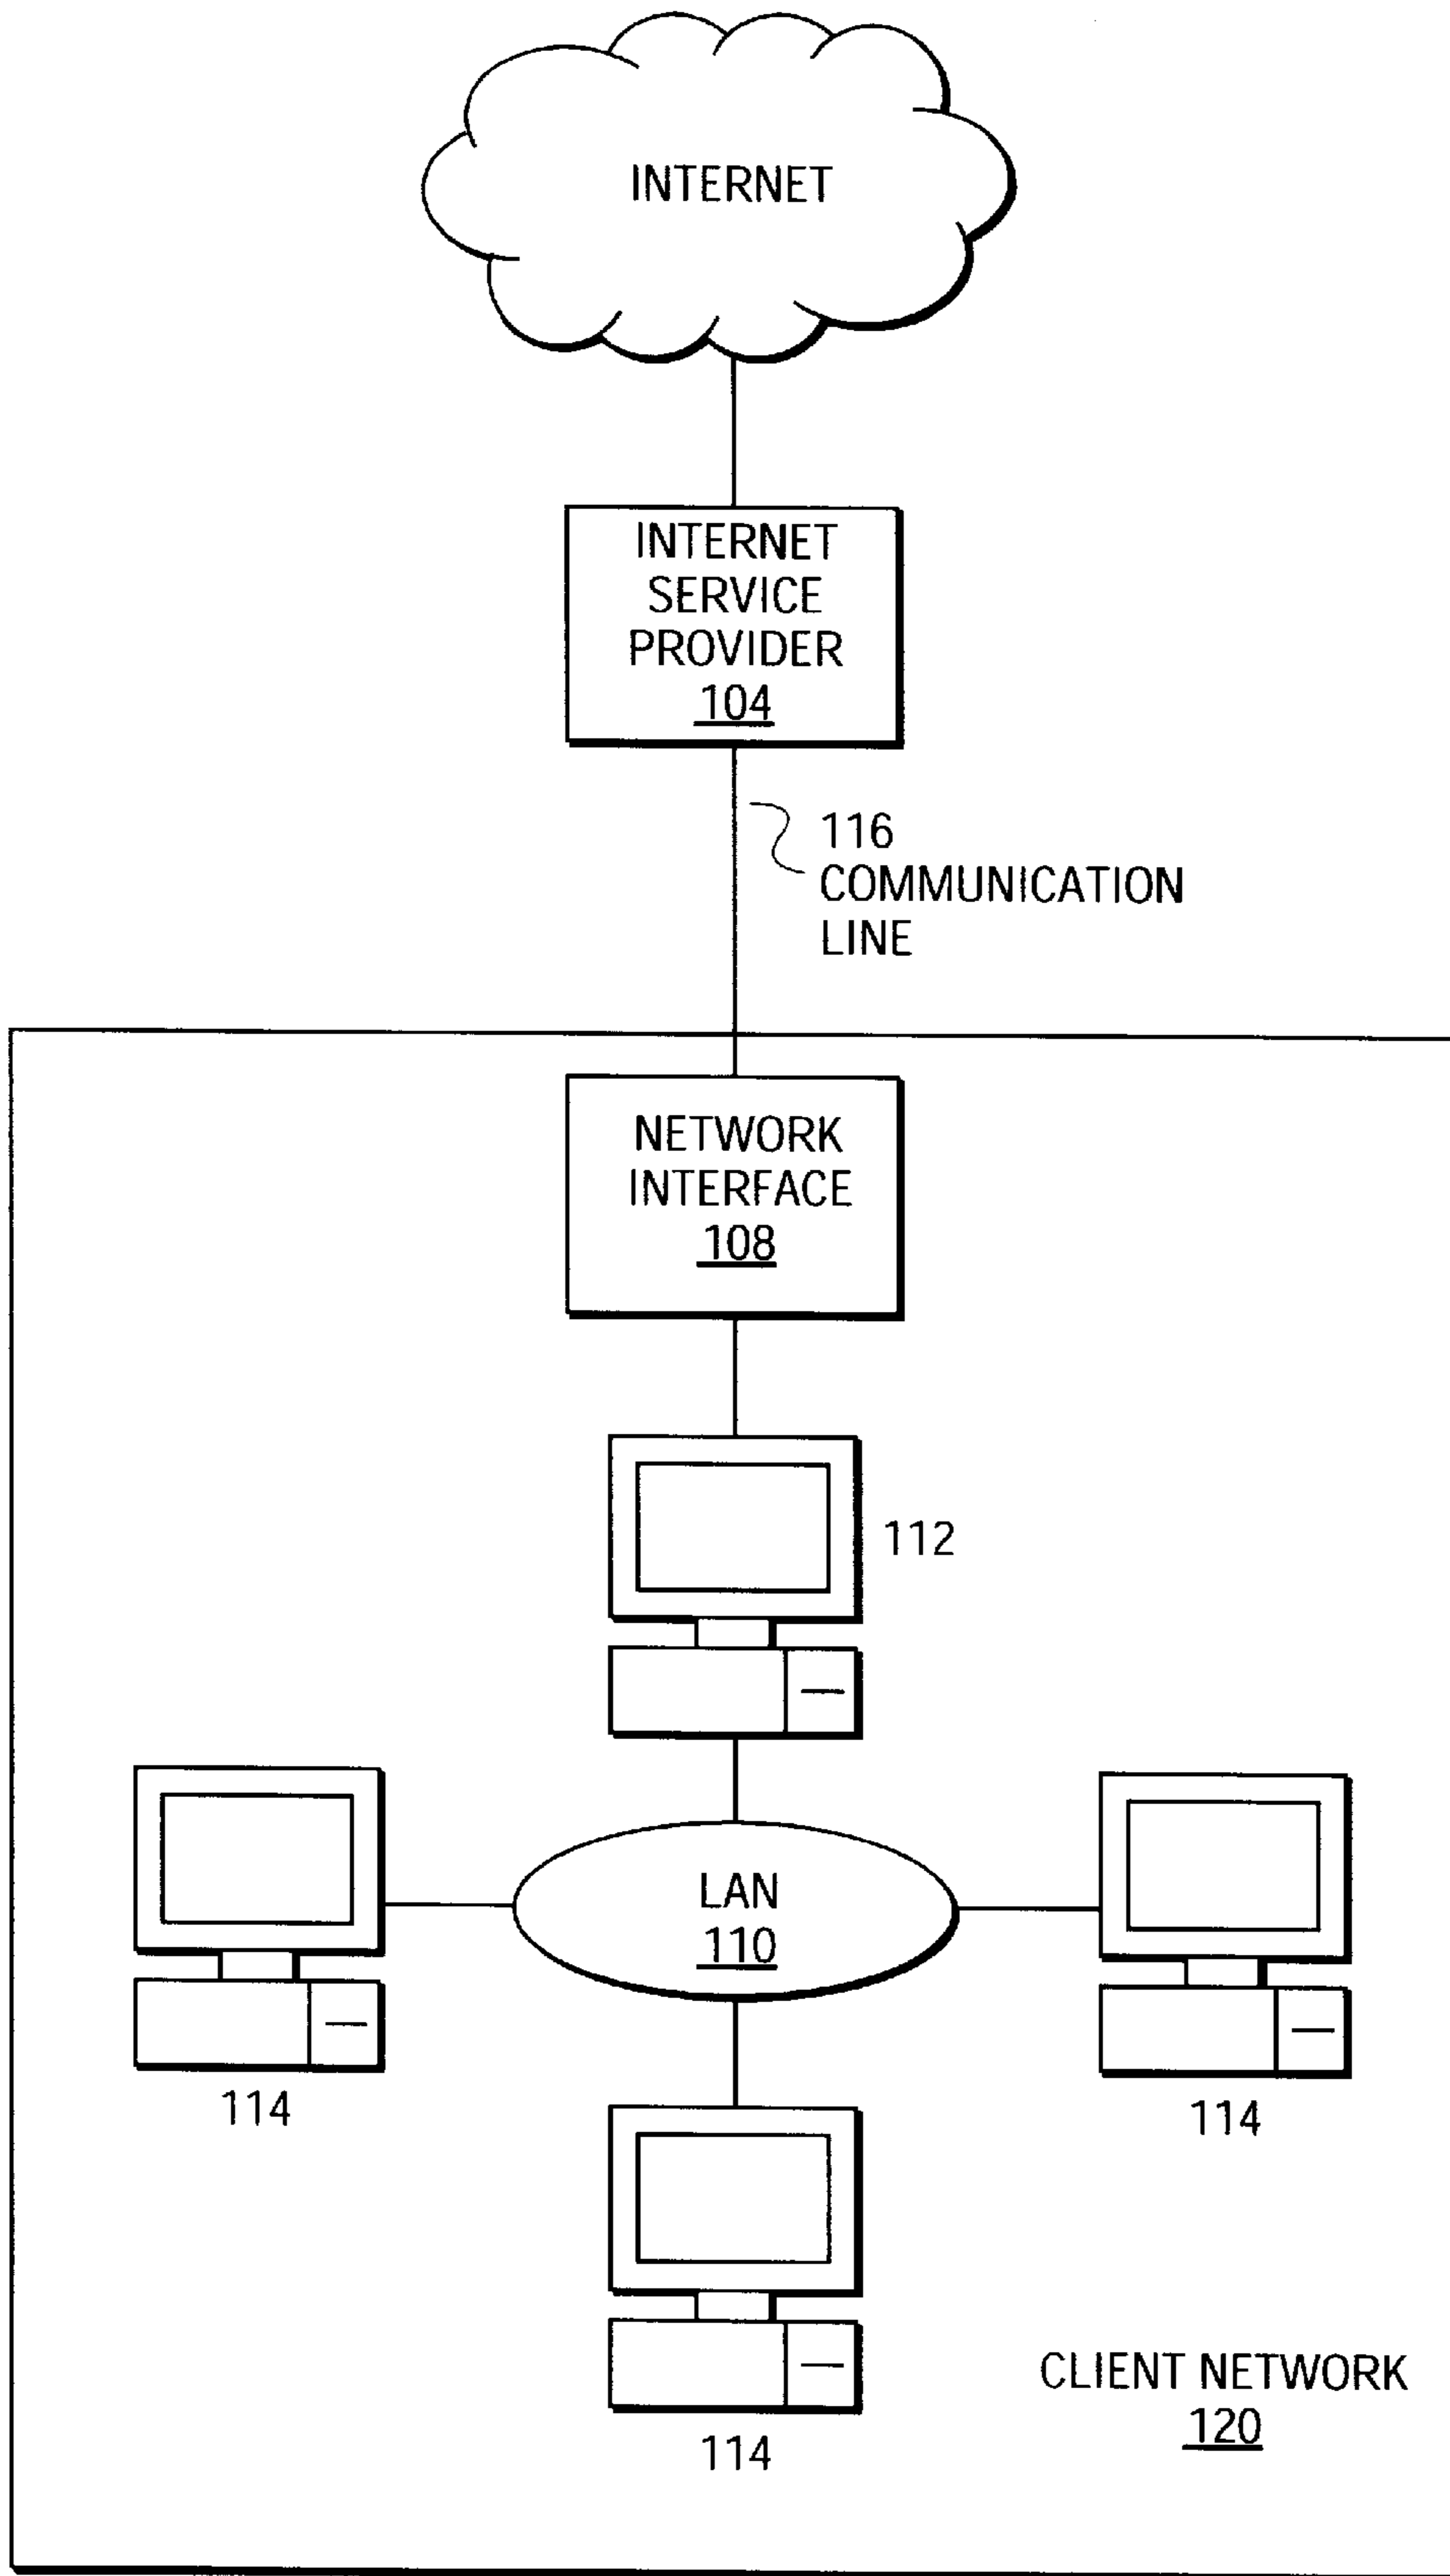 INTERNET
INTERNET
SERVICE
PROVIDER
104
116
COMMUNICATION
LINE
NETWORK
INTERFACE
108
112
LAN
110
114
114
114
CLIENT NETWORK
120